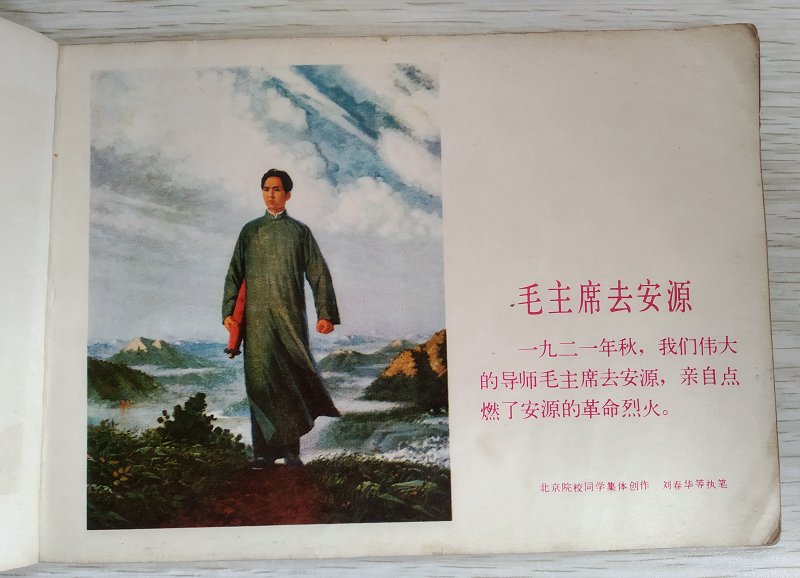 毛主席去安源
一九二一年秋，我们伟大
的导师毛主席去安源，亲自点
燃了安源的革命烈火。
北京院校同学集体创作　刘春华等执笔